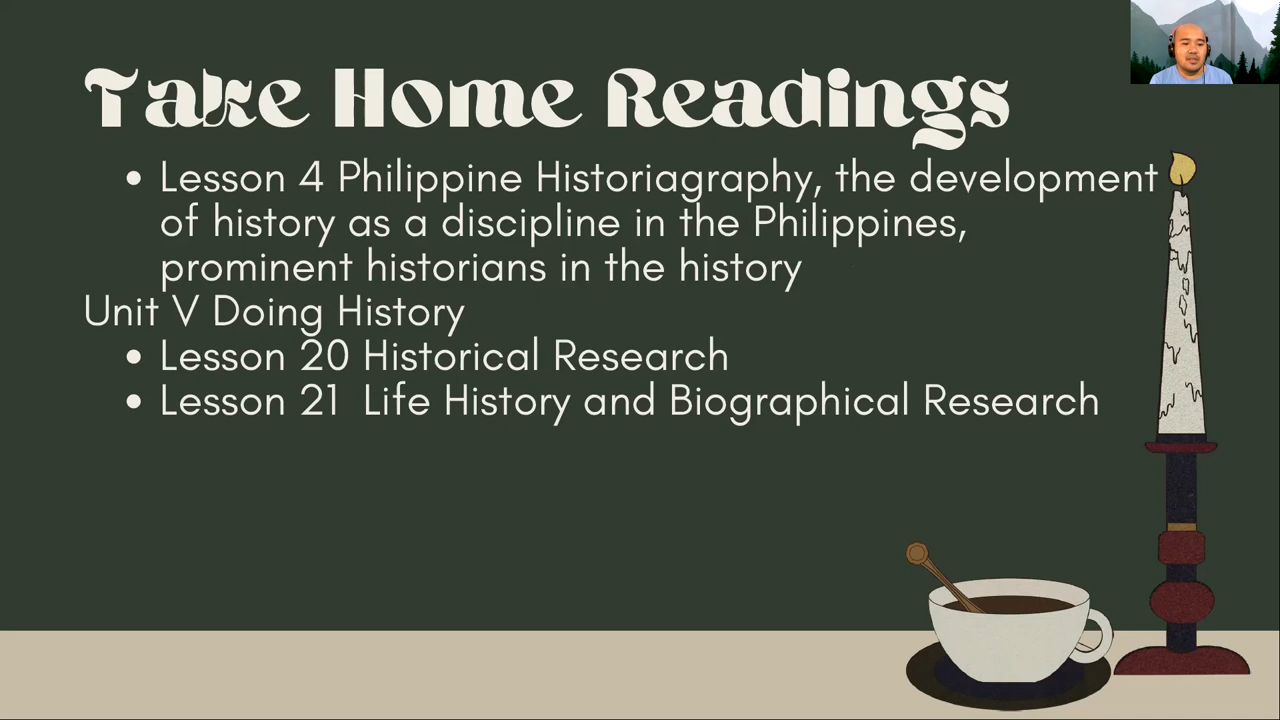 Take Home Readings
• Lesson 4 Philippine Historiagraphy, the development
of history as a discipline in the Philippines,
prominent historians in the history
Unit V Doing History
• Lesson 20 Historical Research
• Lesson 21 Life History and Biographical Research